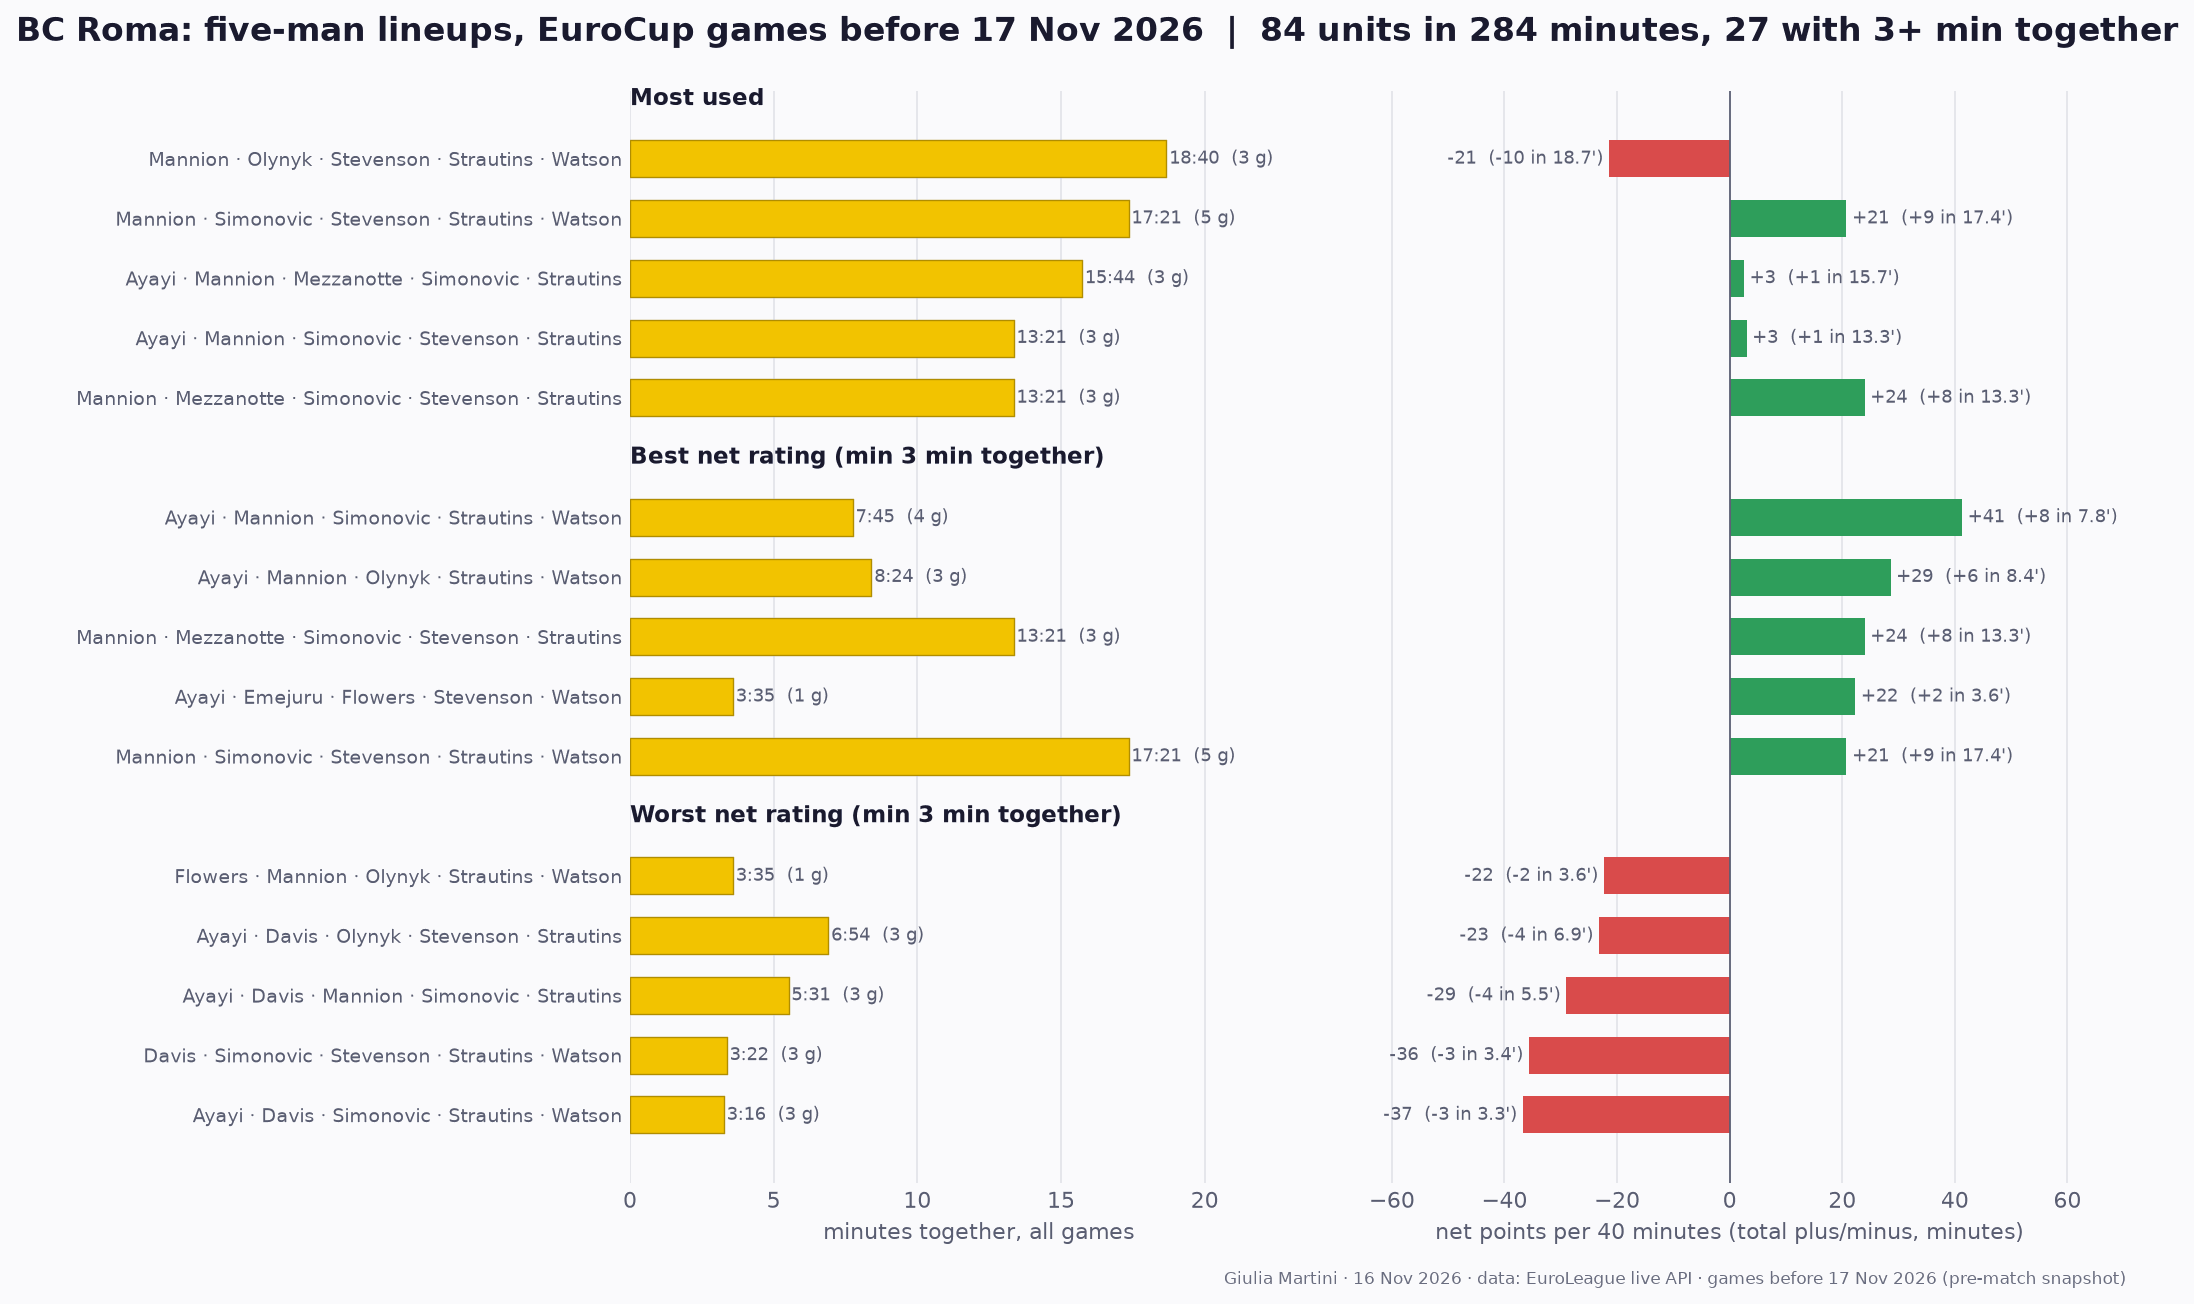 BC Roma: five-man lineups, EuroCup games before 17 Nov 2026 | 84 units in 284 minutes, 27 with 3+ min together
Most used
Mannion · Olynyk · Stevenson · Strautins · Watson 18:40 (3 g) -21 (-10 in 18.7')
Mannion · Simonovic · Stevenson · Strautins · Watson 17:21 (5 g) +21 (+9 in 17.4')
Ayayi · Mannion · Mezzanotte · Simonovic · Strautins 15:44 (3 g) +3 (+1 in 15.7')
Ayayi · Mannion · Simonovic · Stevenson · Strautins 13:21 (3 g) +3 (+1 in 13.3')
Mannion · Mezzanotte · Simonovic · Stevenson · Strautins 13:21 (3 g) +24 (+8 in 13.3')
Best net rating (min 3 min together)
Ayayi · Mannion · Simonovic · Strautins · Watson 7:45 (4 g) +41 (+8 in 7.8')
Ayayi · Mannion · Olynyk · Strautins · Watson 8:24 (3 g) +29 (+6 in 8.4')
Mannion · Mezzanotte · Simonovic · Stevenson · Strautins 13:21 (3 g) +24 (+8 in 13.3')
Ayayi · Emejuru · Flowers · Stevenson · Watson 3:35 (1 g) +22 (+2 in 3.6')
Mannion · Simonovic · Stevenson · Strautins · Watson 17:21 (5 g) +21 (+9 in 17.4')
Worst net rating (min 3 min together)
Flowers · Mannion · Olynyk · Strautins · Watson 3:35 (1 g) -22 (-2 in 3.6')
Ayayi · Davis · Olynyk · Stevenson · Strautins 6:54 (3 g) -23 (-4 in 6.9')
Ayayi · Davis · Mannion · Simonovic · Strautins 5:31 (3 g) -29 (-4 in 5.5')
Davis · Simonovic · Stevenson · Strautins · Watson 3:22 (3 g) -36 (-3 in 3.4')
Ayayi · Davis · Simonovic · Strautins · Watson 3:16 (3 g) -37 (-3 in 3.3')
0 5 10 15 20 −60 −40 −20 0 20 40 60
minutes together, all games net points per 40 minutes (total plus/minus, minutes)
Giulia Martini · 16 Nov 2026 · data: EuroLeague live API · games before 17 Nov 2026 (pre-match snapshot)